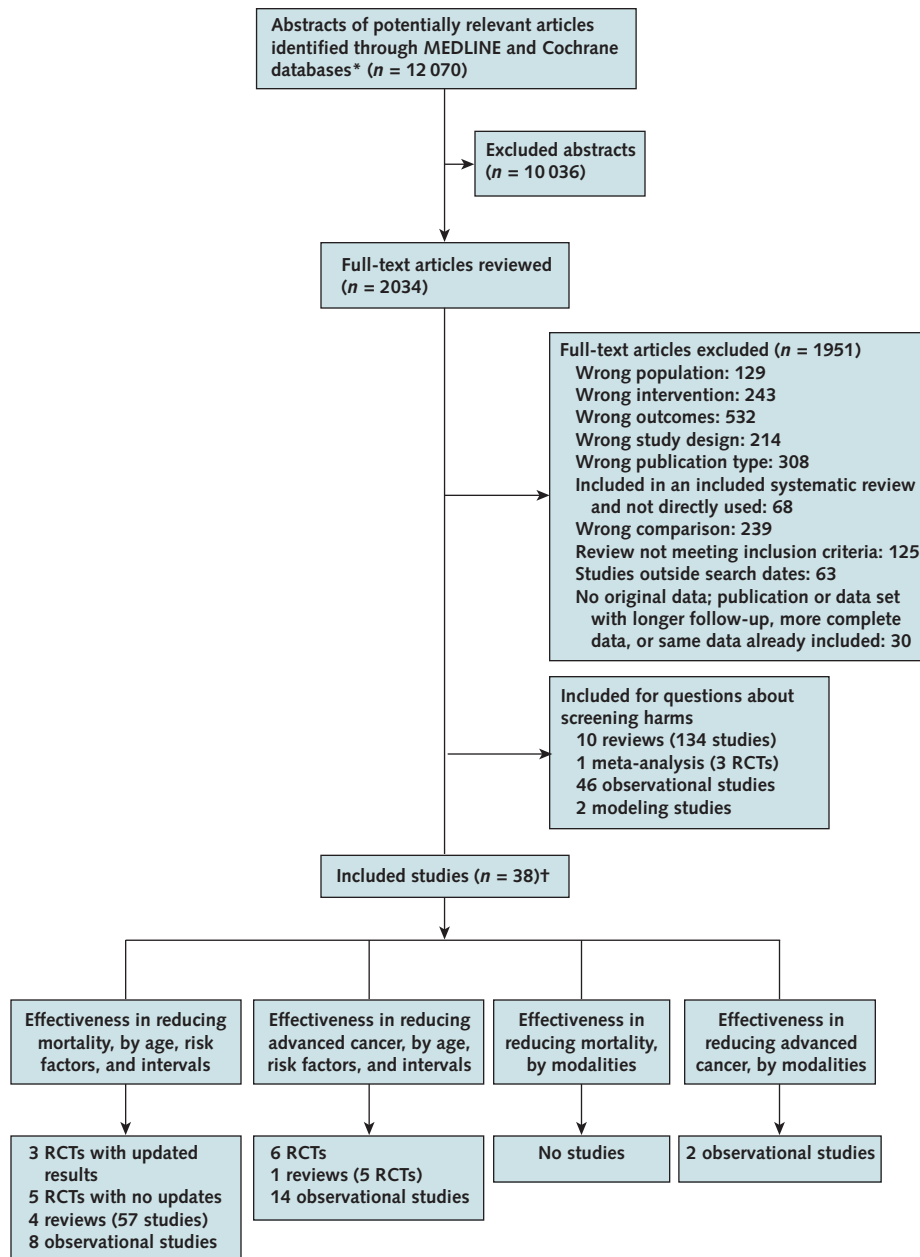 Abstracts of potentially relevant articles
identified through MEDLINE and Cochrane
databases* (n = 12 070)
Excluded abstracts
(n = 10 036)
Full-text articles reviewed
(n = 2034)
Full-text articles excluded (n = 1951)
Wrong population: 129
Wrong intervention: 243
Wrong outcomes: 532
Wrong study design: 214
Wrong publication type: 308
Included in an included systematic review
and not directly used: 68
Wrong comparison: 239
Review not meeting inclusion criteria: 125
Studies outside search dates: 63
No original data; publication or data set
with longer follow-up, more complete
data, or same data already included: 30
Included for questions about
screening harms
10 reviews (134 studies)
1 meta-analysis (3 RCTs)
46 observational studies
2 modeling studies
Included studies (n = 38)†
Effectiveness in reducing
mortality, by age, risk
factors, and intervals
3 RCTs with updated
results
5 RCTs with no updates
4 reviews (57 studies)
8 observational studies
Effectiveness in reducing
advanced cancer, by age,
risk factors, and intervals
6 RCTs
1 reviews (5 RCTs)
14 observational studies
Effectiveness in
reducing mortality,
by modalities
No studies
Effectiveness in
reducing advanced
cancer, by modalities
2 observational studies